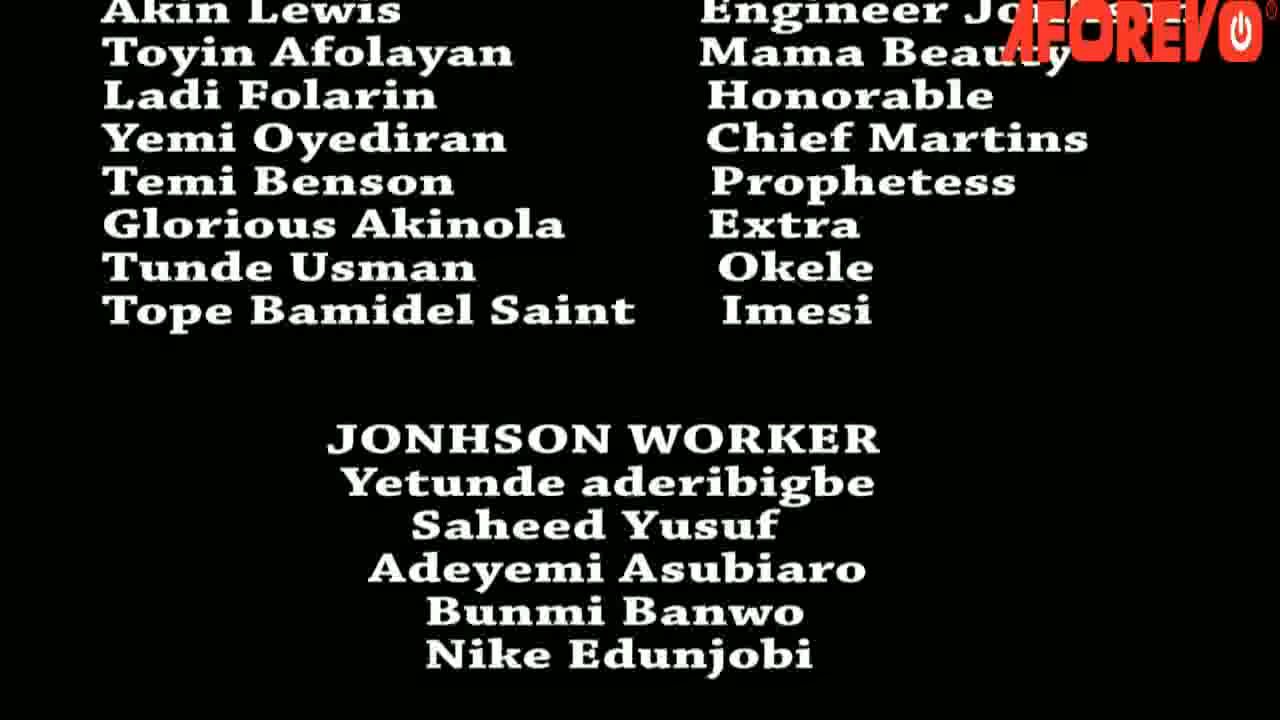 Akin Lewis Engineer
AFOREVO
Toyin Afolayan Mama Beauty
Ladi Folarin Honorable
Yemi Oyediran Chief Martins
Temi Benson Prophetess
Glorious Akinola Extra
Tunde Usman Okele
Tope Bamidel Saint Imesi
JONHSON WORKER
Yetunde aderibigbe
Saheed Yusuf
Adeyemi Asubiaro
Bunmi Banwo
Nike Edunjobi